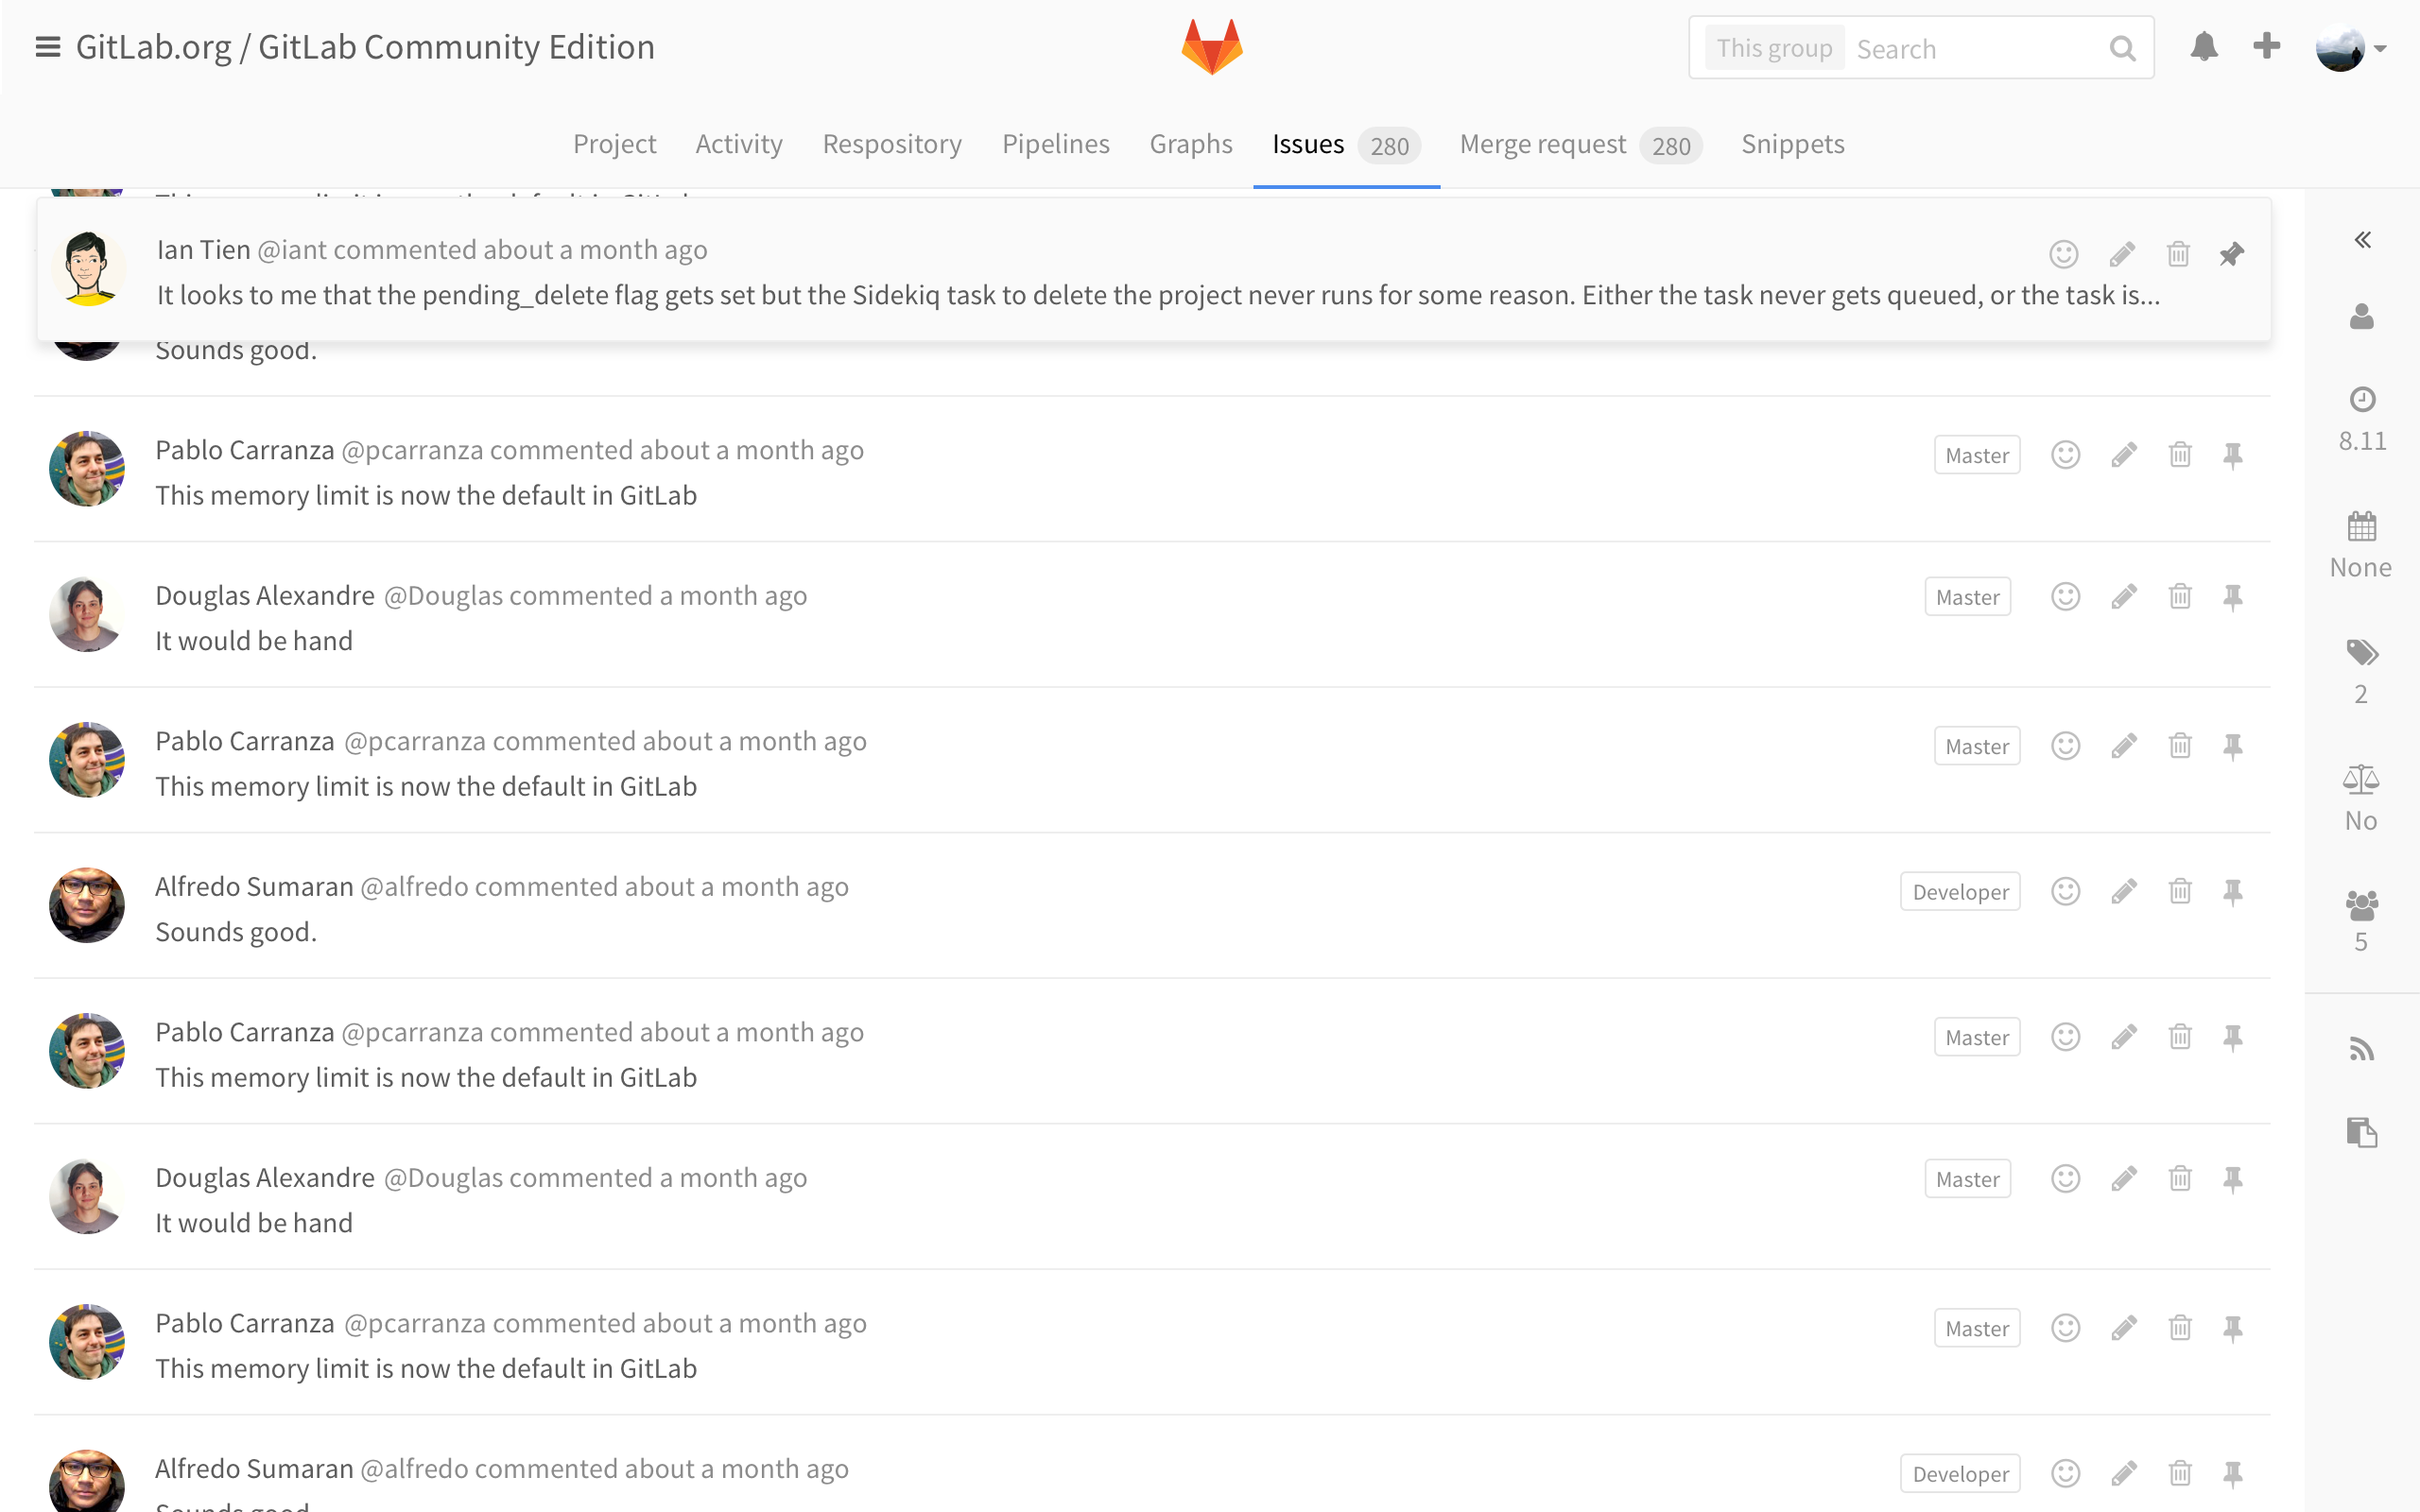 GitLab.org / GitLab Community Edition
This group Search
Project Activity Respository Pipelines Graphs Issues 280 Merge request 280 Snippets
Ian Tien @iant commented about a month ago
It looks to me that the pending_delete flag gets set but the Sidekiq task to delete the project never runs for some reason. Either the task never gets queued, or the task is...
Sounds good.
Pablo Carranza @pcarranza commented about a month ago
Master
This memory limit is now the default in GitLab
Douglas Alexandre @Douglas commented a month ago
Master
It would be hand
Pablo Carranza @pcarranza commented about a month ago
Master
This memory limit is now the default in GitLab
Alfredo Sumaran @alfredo commented about a month ago
Developer
Sounds good.
Pablo Carranza @pcarranza commented about a month ago
Master
This memory limit is now the default in GitLab
Douglas Alexandre @Douglas commented a month ago
Master
It would be hand
Pablo Carranza @pcarranza commented about a month ago
Master
This memory limit is now the default in GitLab
Alfredo Sumaran @alfredo commented about a month ago
Developer
Sounds good
8.11
None
2
No
5